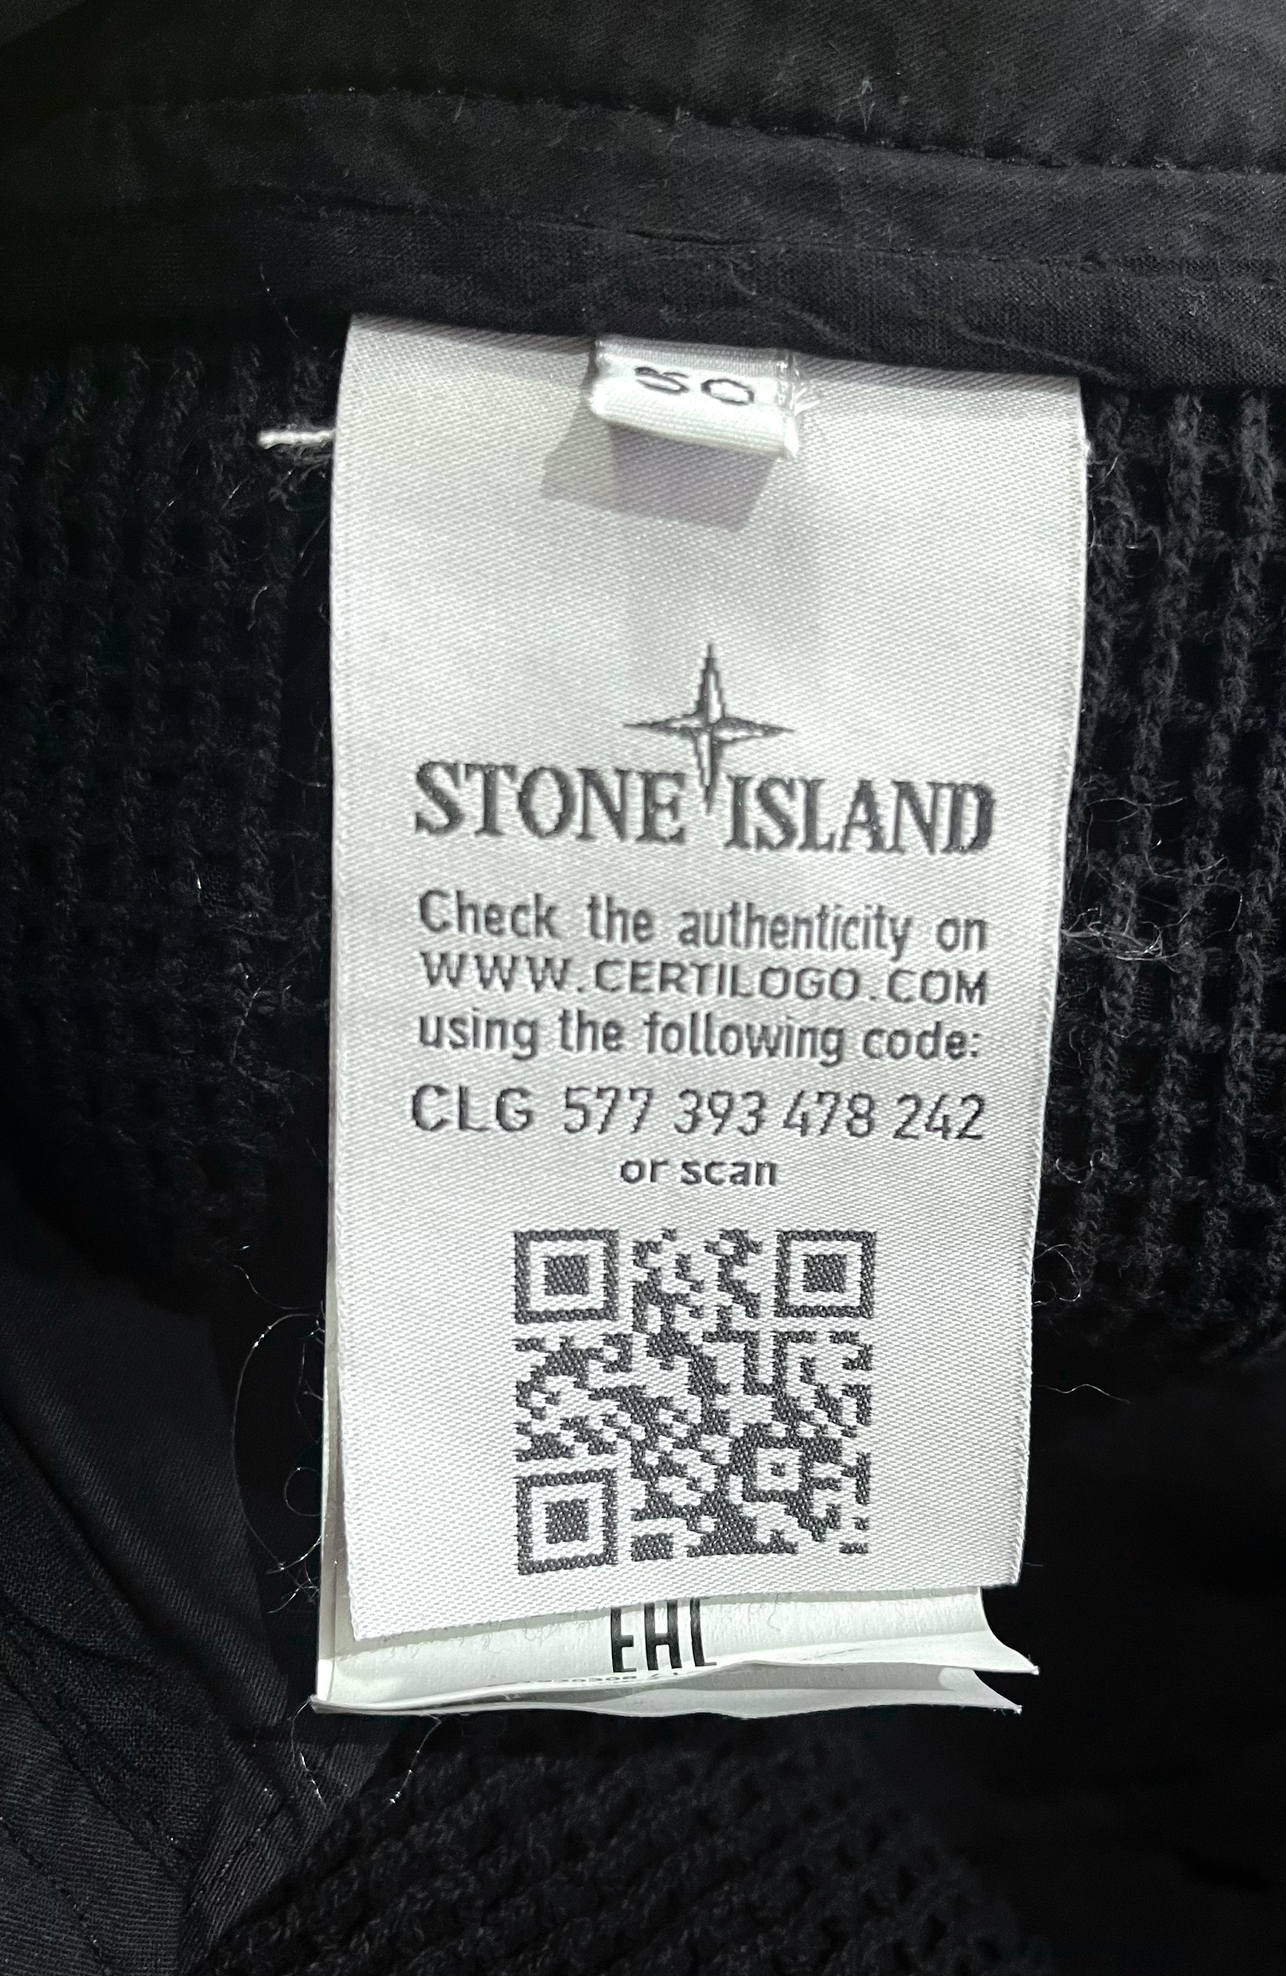 50
STONE ISLAND
Check the authenticity on
WWW.CERTILOGO.COM
using the following code:
CLG 577 393 478 242
or scan
EAC